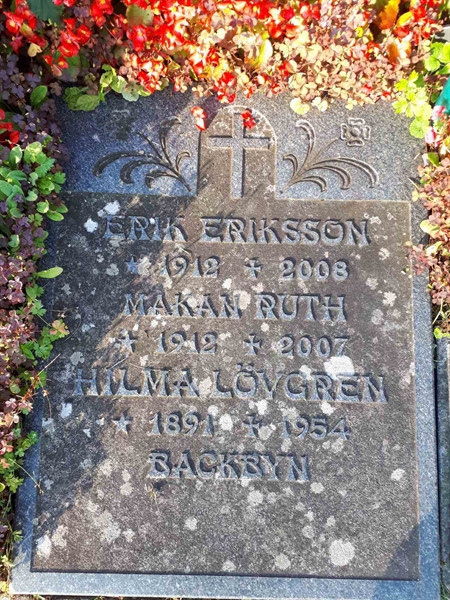 ERIK ERIKSSON
* 1912 + 2008
MAKAN RUTH
* 1912 + 2007
HILMA LÖVGREN
* 1891 + 1954
BACKBYN